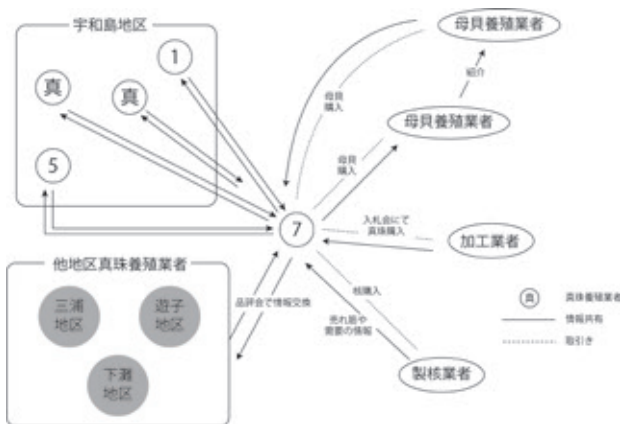 宇和島地区
1
真
真
5
7
母貝養殖業者
紹介
母貝
購入
母貝養殖業者
母貝
購入
入札会にて
真珠購入
加工業者
核購入
売れ筋や
需要の情報
製核業者
品評会で情報交換
他地区真珠養殖業者
三浦
地区
遊子
地区
下灘
地区
真
真珠養殖業者
情報共有
取引き